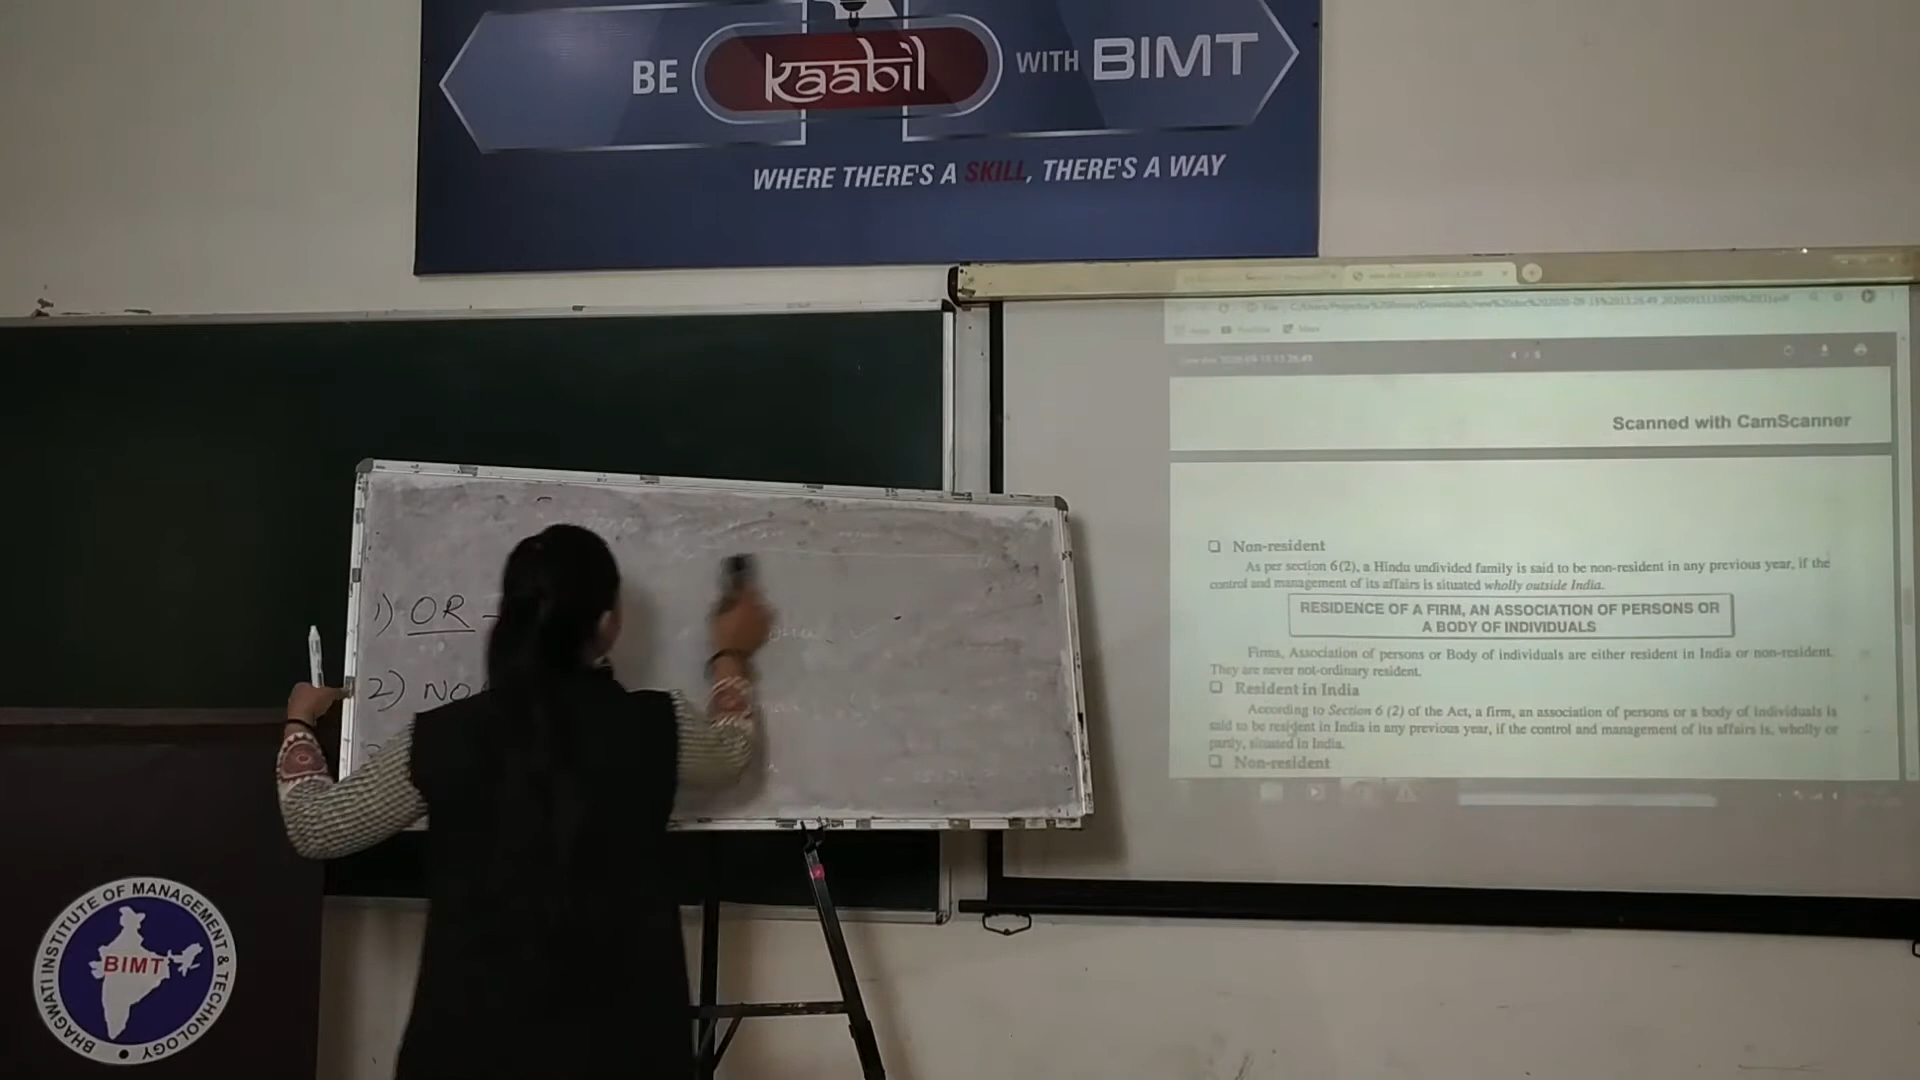 BE kaabil WITH BIMT
WHERE THERE'S A SKILL, THERE'S A WAY
1) OR -
2) NO
Scanned with CamScanner
❑ Non-resident
As per section 6(2), a Hindu undivided family is said to be non-resident in any previous year, if the
control and management of its affairs is situated wholly outside India.
RESIDENCE OF A FIRM, AN ASSOCIATION OF PERSONS OR
A BODY OF INDIVIDUALS
Firms, Association of persons or Body of individuals are either resident in India or non-resident.
They are never not-ordinary resident.
❑ Resident in India
According to Section 6 (2) of the Act, a firm, an association of persons or a body of individuals is
said to be resident in India in any previous year, if the control and management of its affairs is, wholly or
partly, situated in India.
❑ Non-resident
BHAGWATI INSTITUTE OF MANAGEMENT & TECHNOLOGY
BIMT